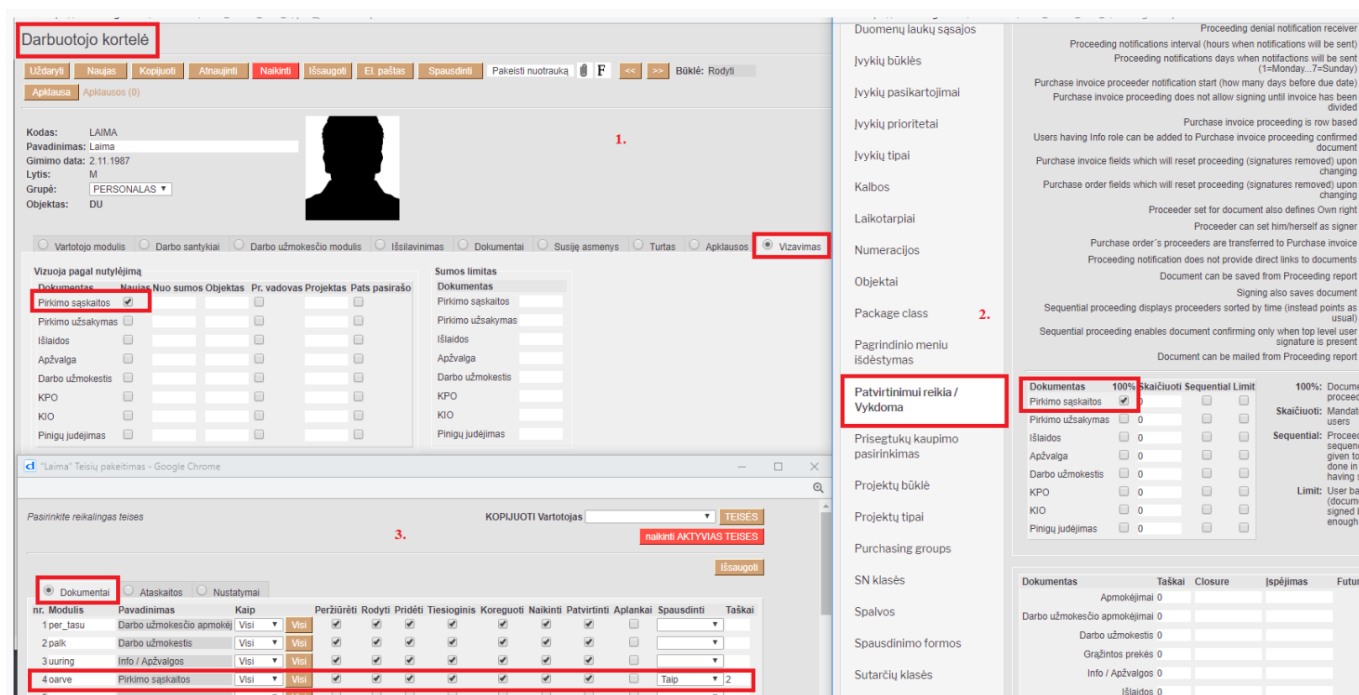 Darbuotojo kortelė
Uždaryti Naujas Kopijuoti Atnaujinti Naikinti Išsaugoti El. paštas Spausdinti Pakeisti nuotrauką F << >> Būklė: Rodyti
Apklausa Apklausos (0)
1.
Kodas: LAIMA
Pavadinimas: Laima
Gimimo data: 2.11.1987
Lytis: M
Grupė: PERSONALAS
Objektas: DU
Vartotojo modulis Darbo santykiai Darbo užmokesčio modulis Išsilavinimas Dokumentai Susiję asmenys Turtas Apklausos Vizavimas
Vizuoja pagal nutylėjimą
Dokumentas Naujas Nuo sumos Objektas Pr. vadovas Projektas Pats pasirašo
Pirkimo sąskaitos
Pirkimo užsakymas
Išlaidos
Apžvalga
Darbo užmokestis
KPO
KIO
Pinigų judėjimas
Sumos limitas
Dokumentas
Pirkimo sąskaitos
Pirkimo užsakymas
Išlaidos
Apžvalga
Darbo užmokestis
KPO
KIO
Pinigų judėjimas
"Laima" Teisių pakeitimas - Google Chrome
Pasirinkite reikalingas teises
KOPIJUOTI Vartotojas TEISES
naikinti AKTYVIAS TEISES
3.
Išsaugoti
Dokumentai Ataskaitos Nustatymai
nr. Modulis Pavadinimas Kaip Peržiūrėti Rodyti Pridėti Tiesioginis Koreguoti Naikinti Patvirtinti Aplankai Spausdinti Taškai
1 per_tasu Darbo užmokesčio apmokėj Visi Visi
2 palk Darbo užmokestis Visi Visi
3 uuring Info / Apžvalgos Visi Visi
4 oarve Pirkimo sąskaitos Visi Visi Taip 2
Duomenų laukų sąsajos
Įvykių būklės
Įvykių pasikartojimai
Įvykių prioritetai
Įvykių tipai
Kalbos
Laikotarpiai
Numeracijos
Objektai
Package class
2.
Pagrindinio meniu
išdėstymas
Patvirtinimui reikia /
Vykdoma
Prisegtukų kaupimo
pasirinkimas
Projektų būklė
Projektų tipai
Purchasing groups
SN klasės
Spalvos
Spausdinimo formos
Sutarčių klasės
Proceeding denial notification receiver
Proceeding notifications interval (hours when notifications will be sent)
Proceeding notifications days when notifactions will be sent
(1=Monday...7=Sunday)
Purchase invoice proceeder notification start (how many days before due date)
Purchase invoice proceeding does not allow signing until invoice has been
divided
Purchase invoice proceeding is row based
Users having Info role can be added to Purchase invoice proceeding confirmed
document
Purchase invoice fields which will reset proceeding (signatures removed) upon
changing
Purchase order fields which will reset proceeding (signatures removed) upon
changing
Proceeder set for document also defines Own right
Proceeder can set him/herself as signer
Purchase order´s proceeders are transferred to Purchase invoice
Proceeding notification does not provide direct links to documents
Document can be saved from Proceeding report
Signing also saves document
Sequential proceeding displays proceeders sorted by time (instead points as
usual)
Sequential proceeding enables document confirming only when top level user
signature is present
Document can be mailed from Proceeding report
Dokumentas 100% Skaičiuoti Sequential Limit
Pirkimo sąskaitos 0
Pirkimo užsakymas 0
Išlaidos 0
Apžvalga 0
Darbo užmokestis 0
KPO 0
KIO 0
Pinigų judėjimas 0
100%: Docume
proceed
Skaičiuoti: Mandat
users
Sequential: Proceed
sequen
given to
done in
having s
Limit: User ba
(docum
signed b
enough
Dokumentas Taškai Closure Įspėjimas Futur
Apmokėjimai 0
Darbo užmokesčio apmokėjimai 0
Darbo užmokestis 0
Grąžintos prekės 0
Info / Apžvalgos 0
Išlaidos 0